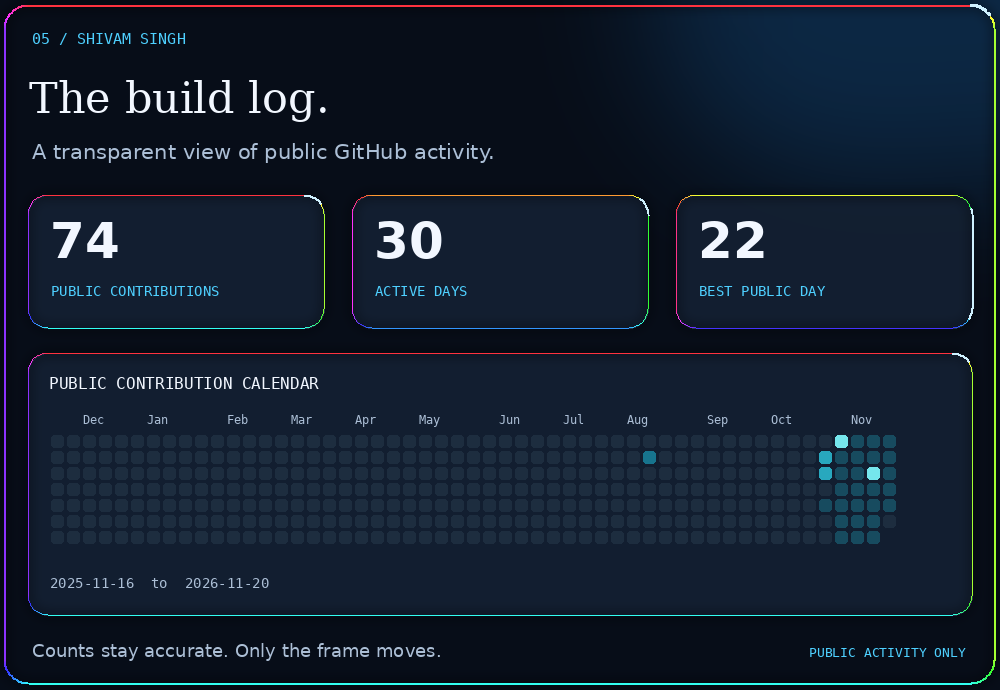 05 / SHIVAM SINGH
The build log.
A transparent view of public GitHub activity.
74
PUBLIC CONTRIBUTIONS
30
ACTIVE DAYS
22
BEST PUBLIC DAY
PUBLIC CONTRIBUTION CALENDAR
Dec Jan Feb Mar Apr May Jun Jul Aug Sep Oct Nov
2025-11-16 to 2026-11-20
Counts stay accurate. Only the frame moves.
PUBLIC ACTIVITY ONLY